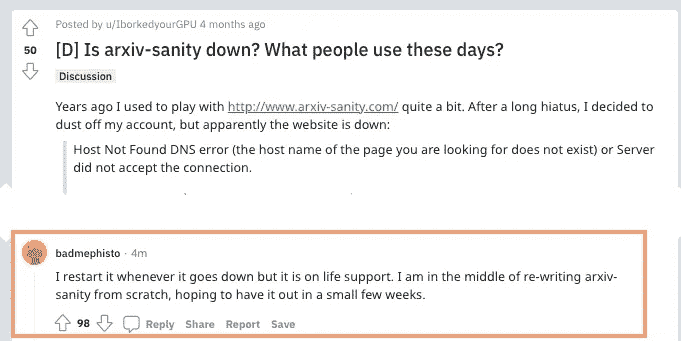 Posted by u/IborkedyourGPU 4 months ago
50
[D] Is arxiv-sanity down? What people use these days?
Discussion
Years ago I used to play with http://www.arxiv-sanity.com/ quite a bit. After a long hiatus, I decided to
dust off my account, but apparently the website is down:
Host Not Found DNS error (the host name of the page you are looking for does not exist) or Server
did not accept the connection.
badmephisto · 4m
I restart it whenever it goes down but it is on life support. I am in the middle of re-writing arxiv-
sanity from scratch, hoping to have it out in a small few weeks.
98 Reply Share Report Save